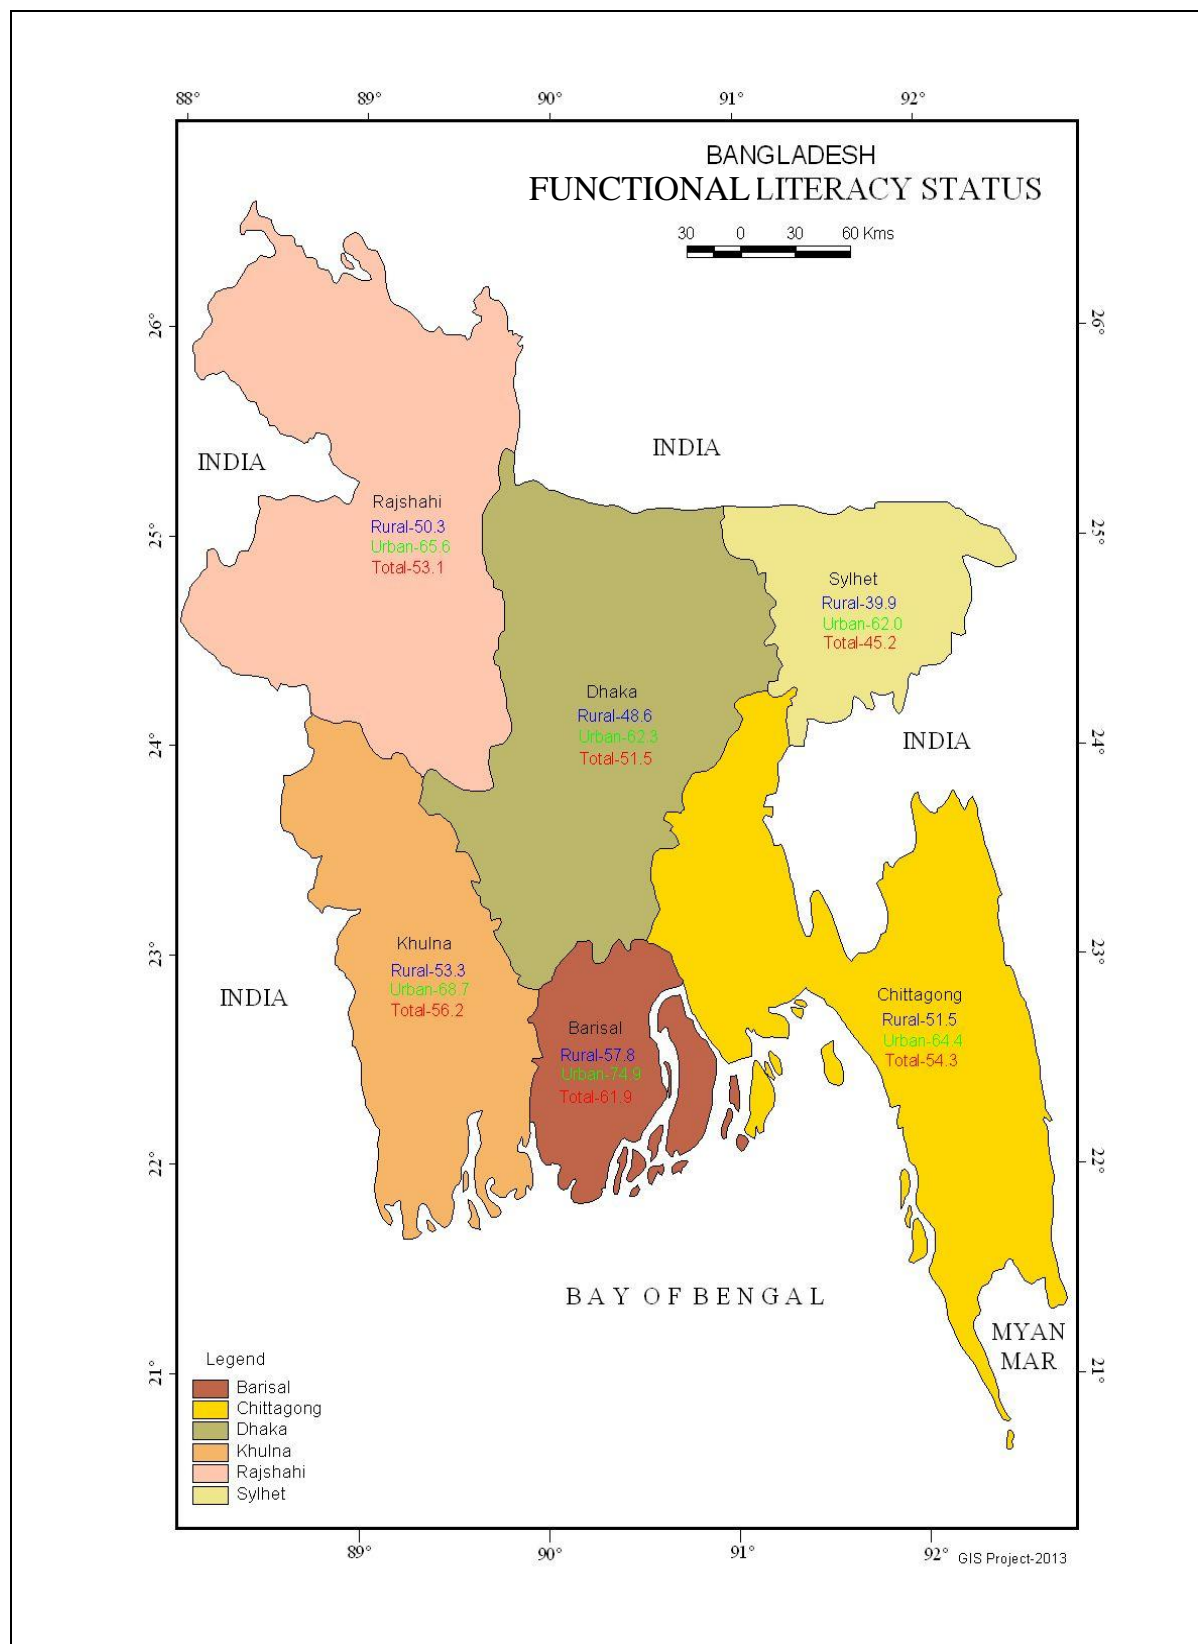 88° 89° 90° 91° 92°
BANGLADESH
FUNCTIONAL LITERACY STATUS
30 0 30 60 Kms
26° 26°
INDIA
INDIA
Rajshahi
Rural-50.3
Urban-65.6
Total-53.1
25° 25°
Sylhet
Rural-39.9
Urban-62.0
Total-45.2
Dhaka
Rural-48.6
Urban-62.3
Total-51.5
INDIA
24° 24°
Khulna
Rural-53.3
Urban-68.7
Total-56.2
23° 23°
INDIA
Chittagong
Rural-51.5
Urban-64.4
Total-54.3
Barisal
Rural-57.8
Urban-74.9
Total-61.9
22° 22°
BAY OF BENGAL
MYAN
MAR
21° 21°
Legend
Barisal
Chittagong
Dhaka
Khulna
Rajshahi
Sylhet
89° 90° 91° 92°
GIS Project-2013